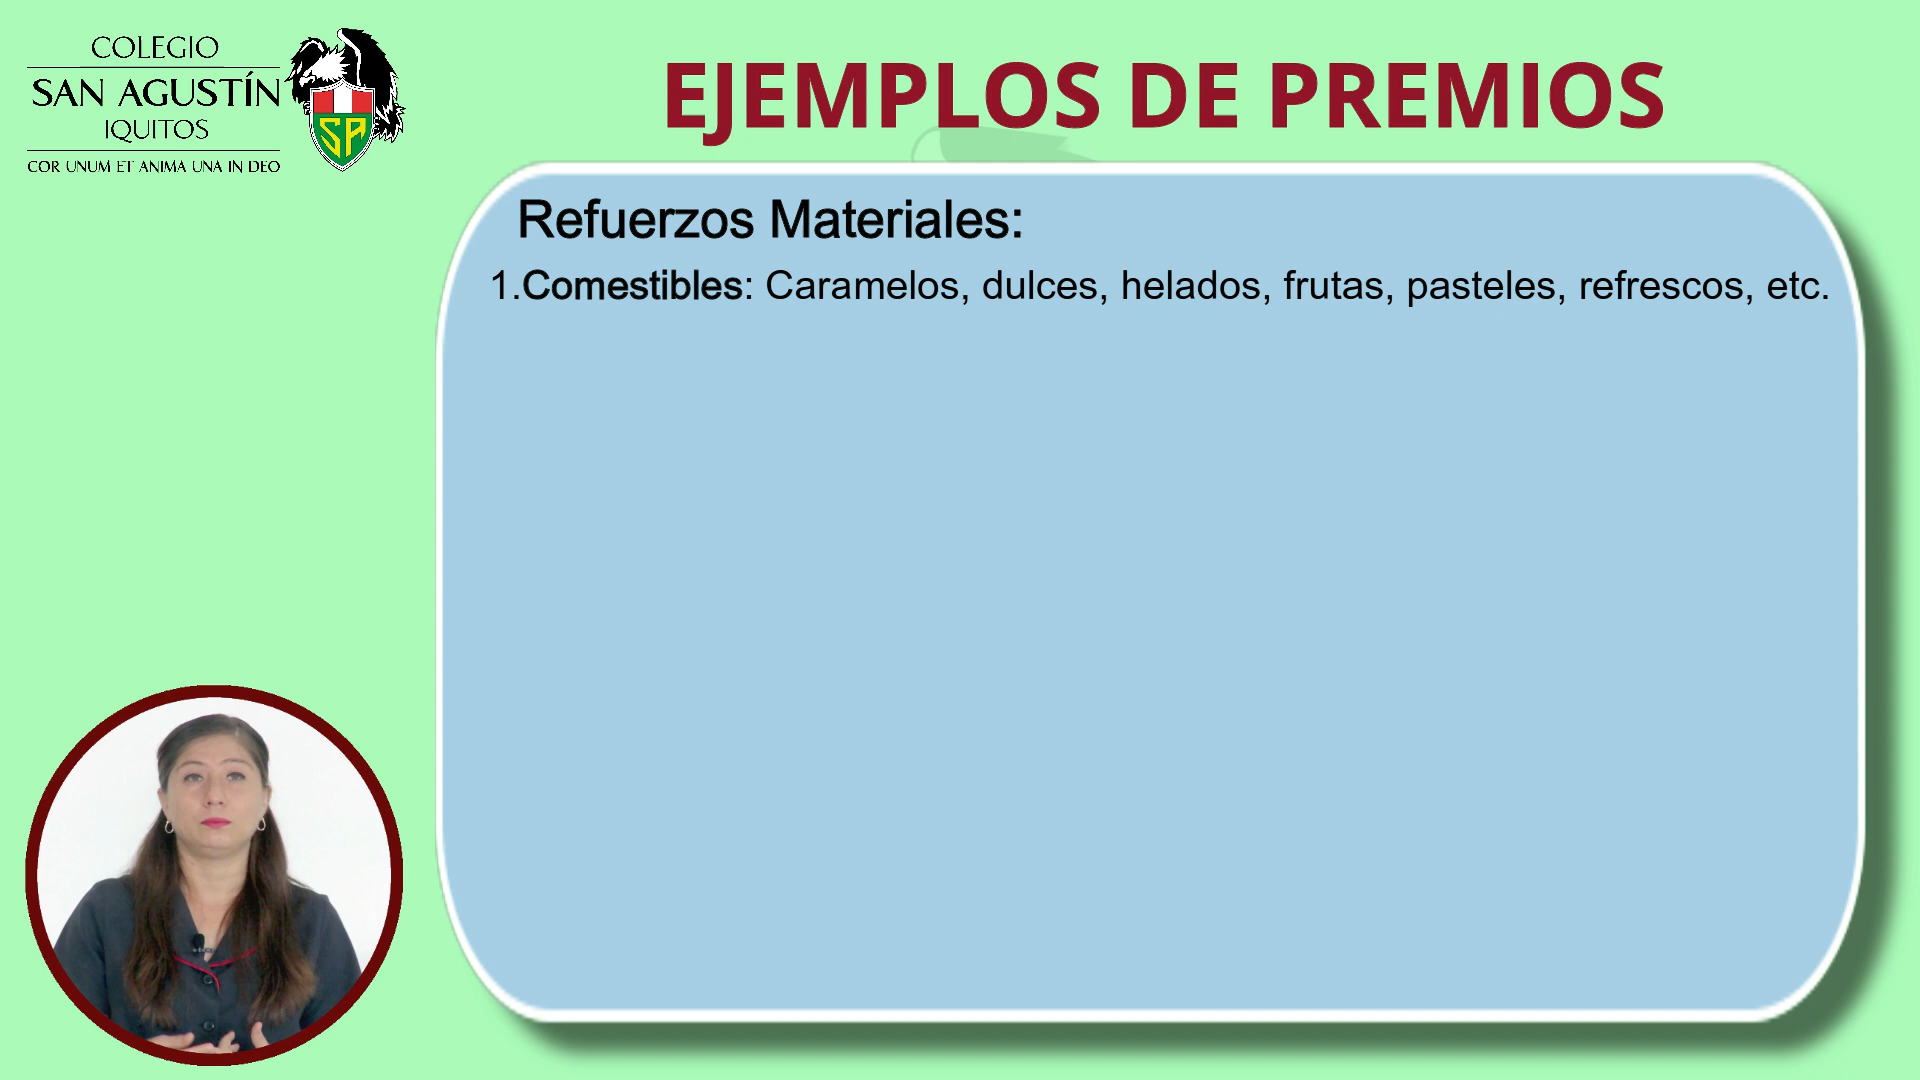 COLEGIO
SAN AGUSTÍN
IQUITOS
COR UNUM ET ANIMA UNA IN DEO
SA
EJEMPLOS DE PREMIOS
Refuerzos Materiales:
1.Comestibles: Caramelos, dulces, helados, frutas, pasteles, refrescos, etc.